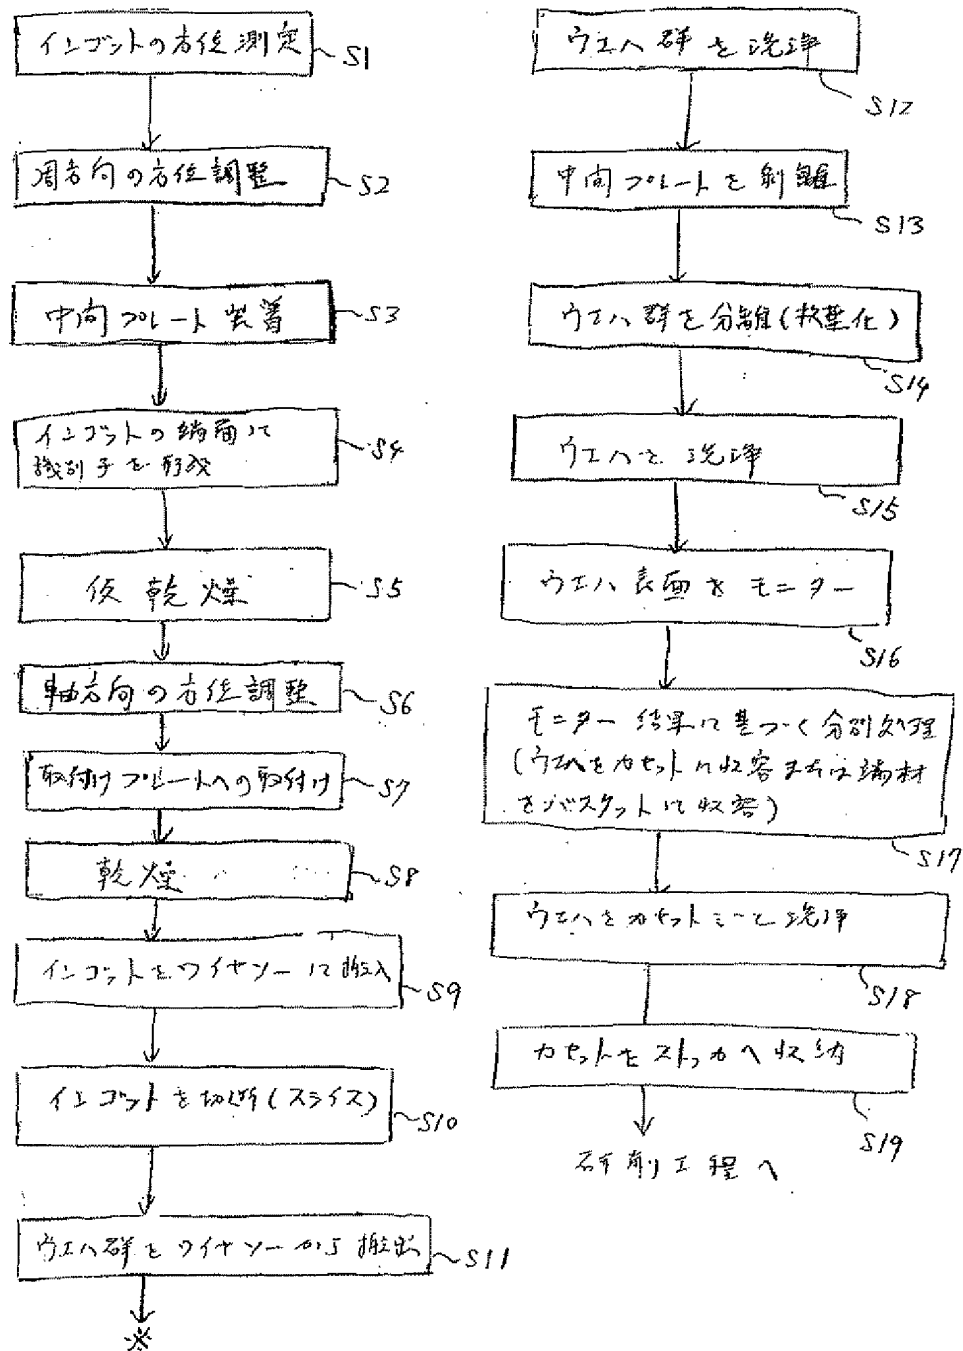 インゴットの方位測定
S1
周方向の方位調整
S2
中間プレート装着
S3
インゴットの端面に
識別子を形成
S4
仮乾燥
S5
軸方向の方位調整
S6
取付けプレートへの取付け
S7
乾燥
S8
インゴットをワイヤソーに搬入
S9
インゴットを切断(スライス)
S10
ウエハ群をワイヤソーから搬出
S11
※
ウエハ群を洗浄
S12
中間プレートを剥離
S13
ウエハ群を分離(枚葉化)
S14
ウエハを洗浄
S15
ウエハ表面をモニター
S16
モニター結果に基づく分別処理
(ウエハをカセットに収容または端材
をバスケットに収容)
S17
ウエハをカセットごと洗浄
S18
カセットをストッカへ収納
S19
研削工程へ